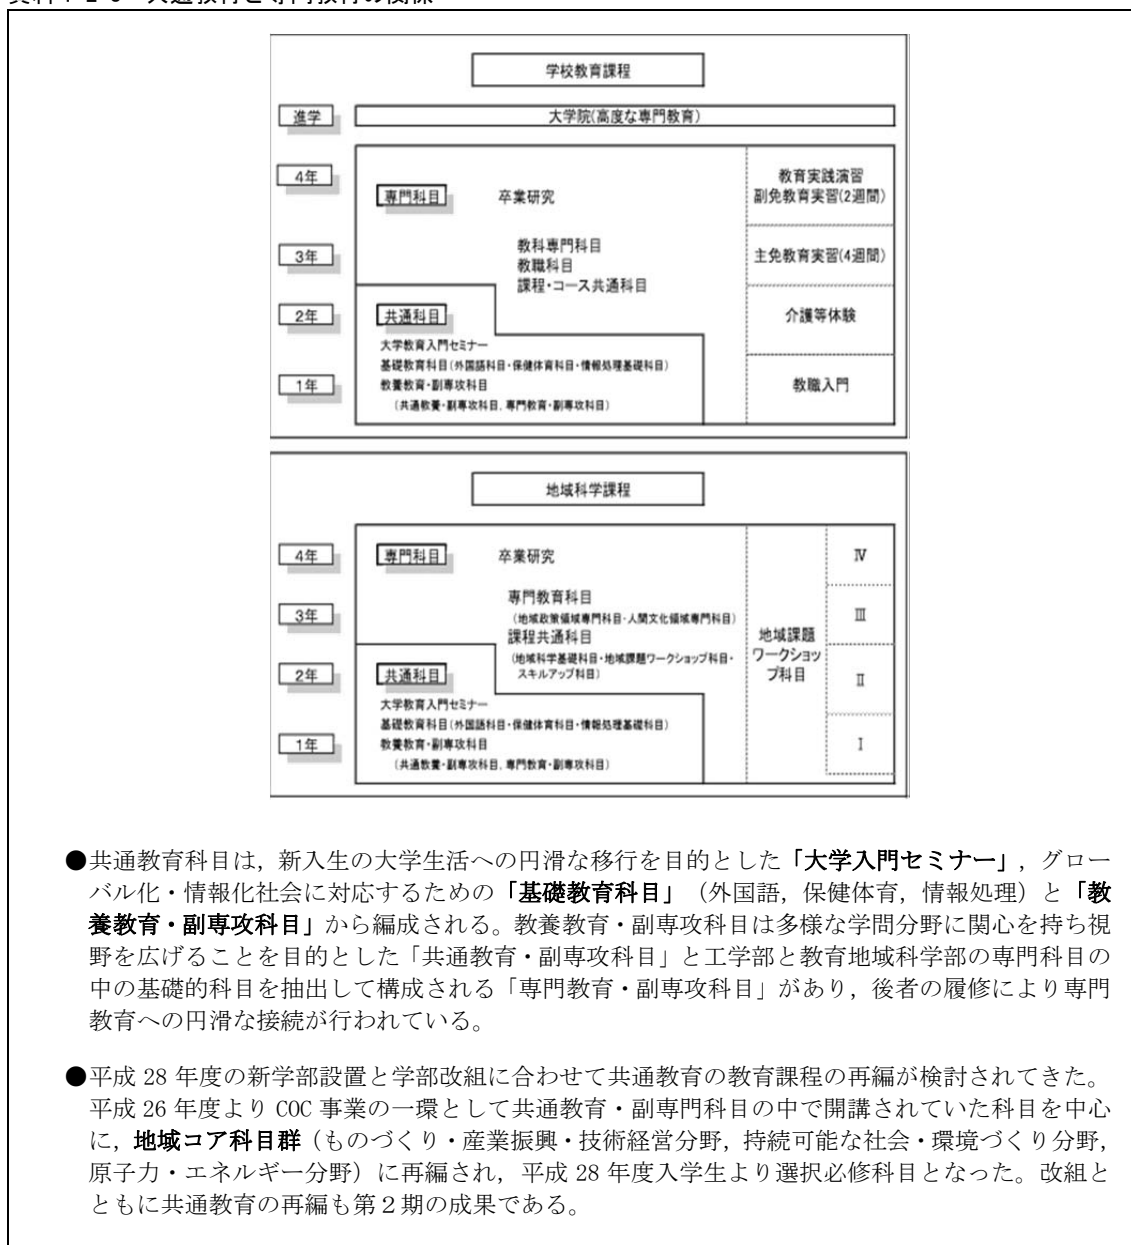 学校教育課程
進学
大学院(高度な専門教育)
4年
専門科目
卒業研究
教育実践演習
副免教育実習(2週間)
3年
教科専門科目
教職科目
課程・コース共通科目
主免教育実習(4週間)
2年
共通科目
介護等体験
大学教育入門セミナー
基礎教育科目(外国語科目・保健体育科目・情報処理基礎科目)
1年
教養教育・副専攻科目
(共通教養・副専攻科目, 専門教育・副専攻科目)
教職入門
地域科学課程
4年
専門科目
卒業研究
Ⅳ
3年
専門教育科目
(地域政策領域専門科目・人間文化領域専門科目)
課程共通科目
(地域科学基礎科目・地域課題ワークショップ科目・
スキルアップ科目)
地域課題
ワークショッ
プ科目
Ⅲ
2年
共通科目
Ⅱ
大学教育入門セミナー
基礎教育科目(外国語科目・保健体育科目・情報処理基礎科目)
1年
教養教育・副専攻科目
(共通教養・副専攻科目, 専門教育・副専攻科目)
Ⅰ
●共通教育科目は，新入生の大学生活への円滑な移行を目的とした「大学入門セミナー」，グロー
バル化・情報化社会に対応するための「基礎教育科目」（外国語，保健体育，情報処理）と「教
養教育・副専攻科目」から編成される。教養教育・副専攻科目は多様な学問分野に関心を持ち視
野を広げることを目的とした「共通教育・副専攻科目」と工学部と教育地域科学部の専門科目の
中の基礎的科目を抽出して構成される「専門教育・副専攻科目」があり，後者の履修により専門
教育への円滑な接続が行われている。
●平成 28 年度の新学部設置と学部改組に合わせて共通教育の教育課程の再編が検討されてきた。
平成 26 年度より COC 事業の一環として共通教育・副専門科目の中で開講されていた科目を中心
に，地域コア科目群（ものづくり・産業振興・技術経営分野，持続可能な社会・環境づくり分野，
原子力・エネルギー分野）に再編され，平成 28 年度入学生より選択必修科目となった。改組と
ともに共通教育の再編も第２期の成果である。